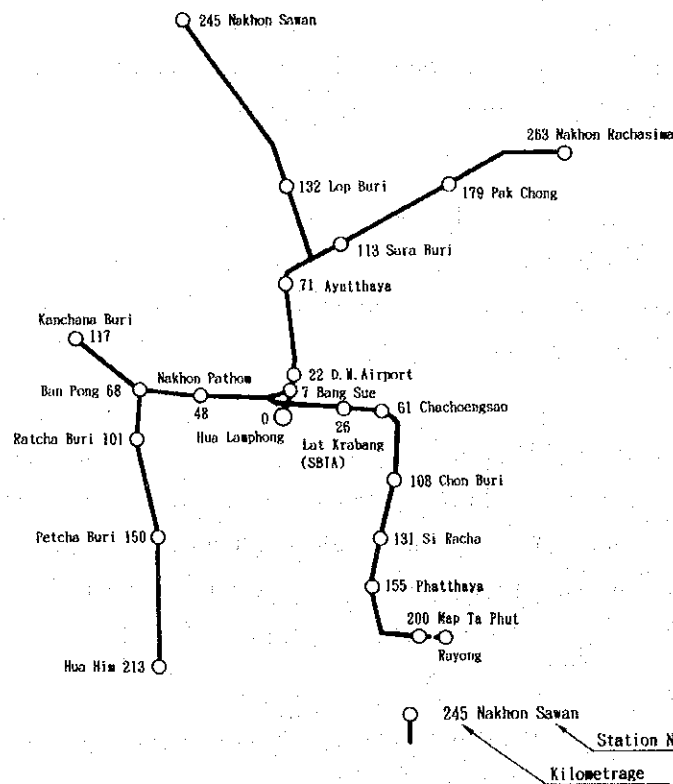 245 Nakhon Sawan
263 Nakhon Rachasima
132 Lop Buri
179 Pak Chong
113 Sara Buri
71 Ayutthaya
Kanchana Buri
117
22 D.M.Airport
Nakhon Pathom
7 Bang Sue
Ban Pong 68
48
0
Hua Lamphong
26
61 Chachoengsao
Lat Krabang
(SBIA)
Ratcha Buri 101
108 Chon Buri
Petcha Buri 150
131 Si Racha
155 Phatthaya
200 Map Ta Phut
Rayong
Hua Hin 213
245 Nakhon Sawan
Station N
Kilometrage